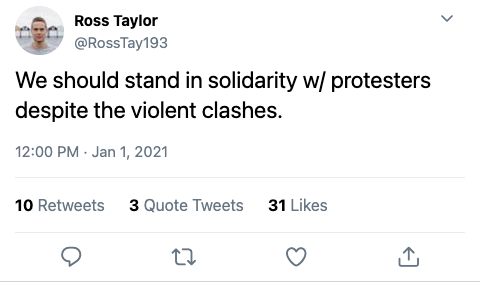 Ross Taylor
@RossTay193
We should stand in solidarity w/ protesters
despite the violent clashes.
12:00 PM · Jan 1, 2021
10 Retweets 3 Quote Tweets 31 Likes